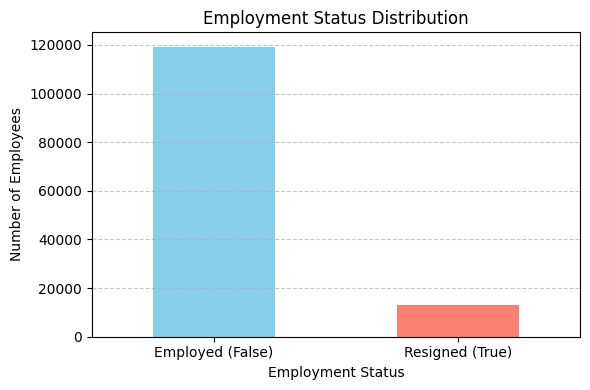 Employment Status Distribution
Number of Employees
120000
100000
80000
60000
40000
20000
0
Employed (False)
Resigned (True)
Employment Status